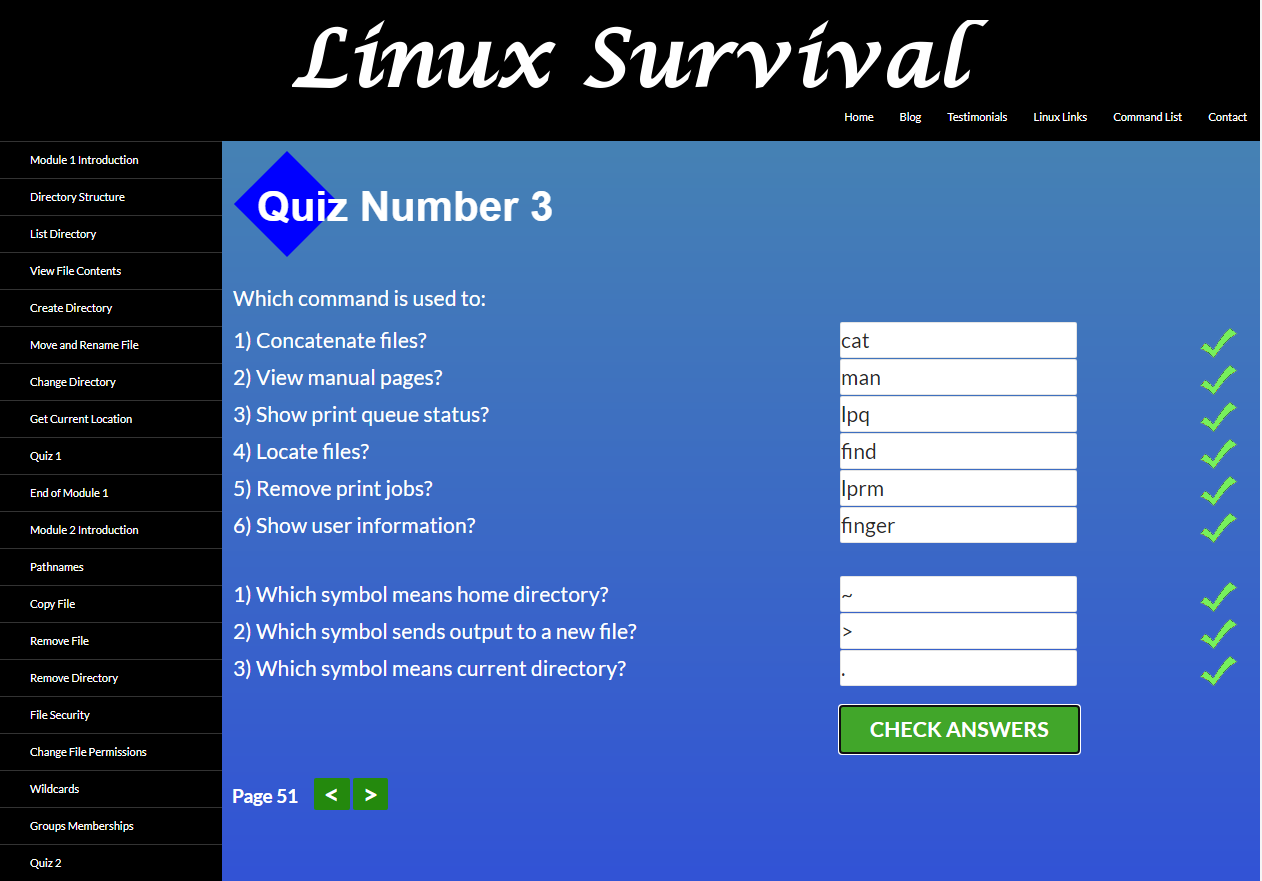 Linux Survival
Home Blog Testimonials Linux Links Command List Contact
Module 1 Introduction
Directory Structure
List Directory
View File Contents
Create Directory
Move and Rename File
Change Directory
Get Current Location
Quiz 1
End of Module 1
Module 2 Introduction
Pathnames
Copy File
Remove File
Remove Directory
File Security
Change File Permissions
Wildcards
Groups Memberships
Quiz 2
Quiz Number 3
Which command is used to:
1) Concatenate files? cat
2) View manual pages? man
3) Show print queue status? lpq
4) Locate files? find
5) Remove print jobs? lprm
6) Show user information? finger
1) Which symbol means home directory? ~
2) Which symbol sends output to a new file? >
3) Which symbol means current directory? .
CHECK ANSWERS
Page 51 < >